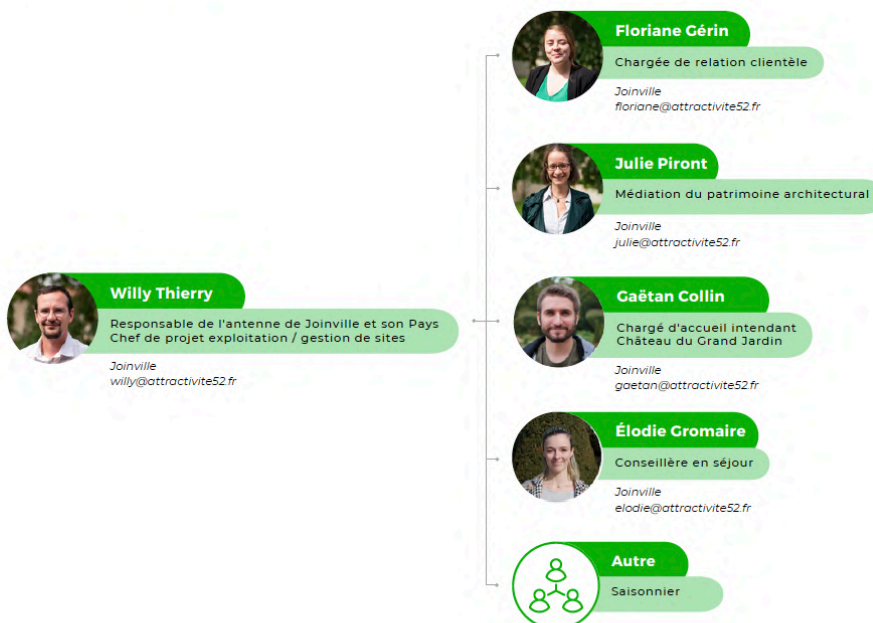 Floriane Gérin
Chargée de relation clientèle
Joinville
floriane@attractivite52.fr
Julie Piront
Médiation du patrimoine architectural
Joinville
julie@attractivite52.fr
Willy Thierry
Responsable de l'antenne de Joinville et son Pays
Chef de projet exploitation / gestion de sites
Joinville
willy@attractivite52.fr
Gaëtan Collin
Chargé d'accueil intendant
Château du Grand Jardin
Joinville
gaetan@attractivite52.fr
Élodie Gromaire
Conseillère en séjour
Joinville
elodie@attractivite52.fr
Autre
Saisonnier